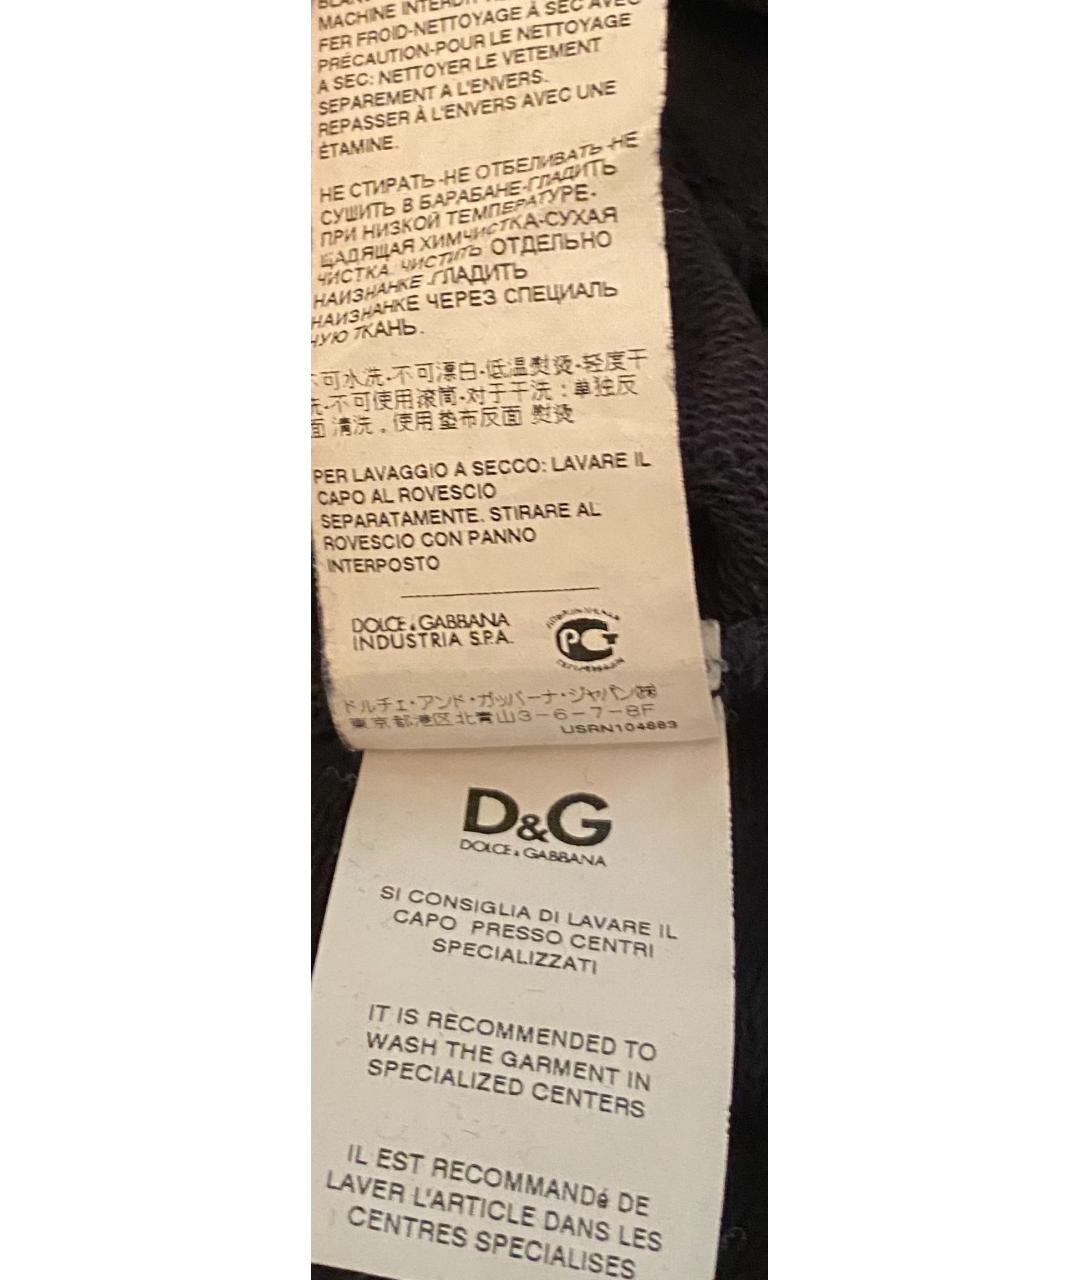 MACHINE
FER FROID-NETTOYAGE À SEC AVEC
PRÉCAUTION-POUR LE NETTOYAGE
A SEC: NETTOYER LE VETEMENT
SEPAREMENT A L'ENVERS.
REPASSER À L'ENVERS AVEC UNE
ÉTAMINE.
НЕ СТИРАТЬ-НЕ ОТБЕЛИВАТЬ-НЕ
СУШИТЬ В БАРАБАНЕ-ГЛАДИТЬ
ПРИ НИЗКОЙ ТЕМПЕРАТУРЕ-
ЩАДЯЩАЯ ХИМЧИСТКА-СУХАЯ
ЧИСТКА. ЧИСТИТЬ ОТДЕЛЬНО
НАИЗНАНКЕ. ГЛАДИТЬ
НАИЗНАНКЕ ЧЕРЕЗ СПЕЦИАЛЬ
НУЮ ТКАНЬ.
不可水洗-不可漂白-低温熨烫-轻度干
洗-不可使用滚筒-对于干洗：单独反
面 清洗。使用垫布反面 熨烫
PER LAVAGGIO A SECCO: LAVARE IL
CAPO AL ROVESCIO
SEPARATAMENTE. STIRARE AL
ROVESCIO CON PANNO
INTERPOSTO
DOLCE & GABBANA
INDUSTRIA S.P.A.
PG
ドルチェ・アンド・ガッバーナ・ジャパン㈱
東京都港区北青山3-6-7-8F
USRN104883
D&G
DOLCE & GABBANA
SI CONSIGLIA DI LAVARE IL
CAPO PRESSO CENTRI
SPECIALIZZATI
IT IS RECOMMENDED TO
WASH THE GARMENT IN
SPECIALIZED CENTERS
IL EST RECOMMANDé DE
LAVER L'ARTICLE DANS LES
CENTRES SPECIALISES